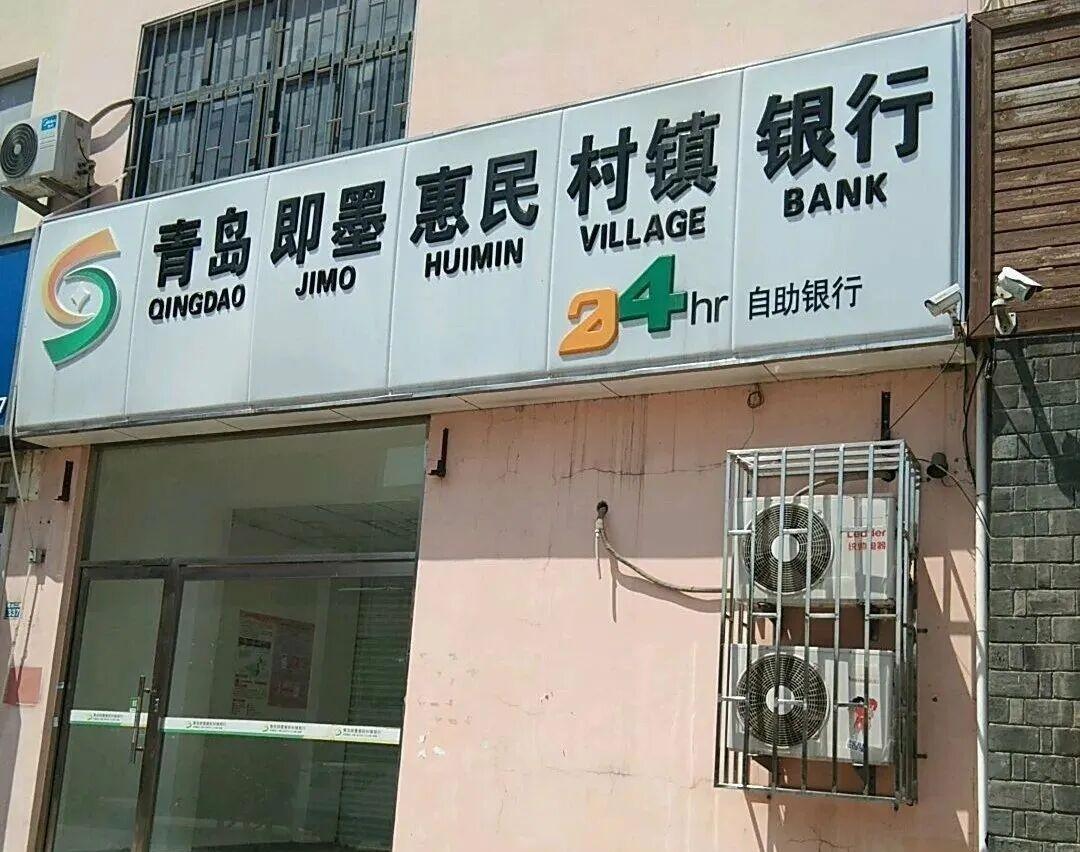 青岛 即墨 惠民 村镇 银行
QINGDAO JIMO HUIMIN VILLAGE BANK
24hr 自助银行
Leader